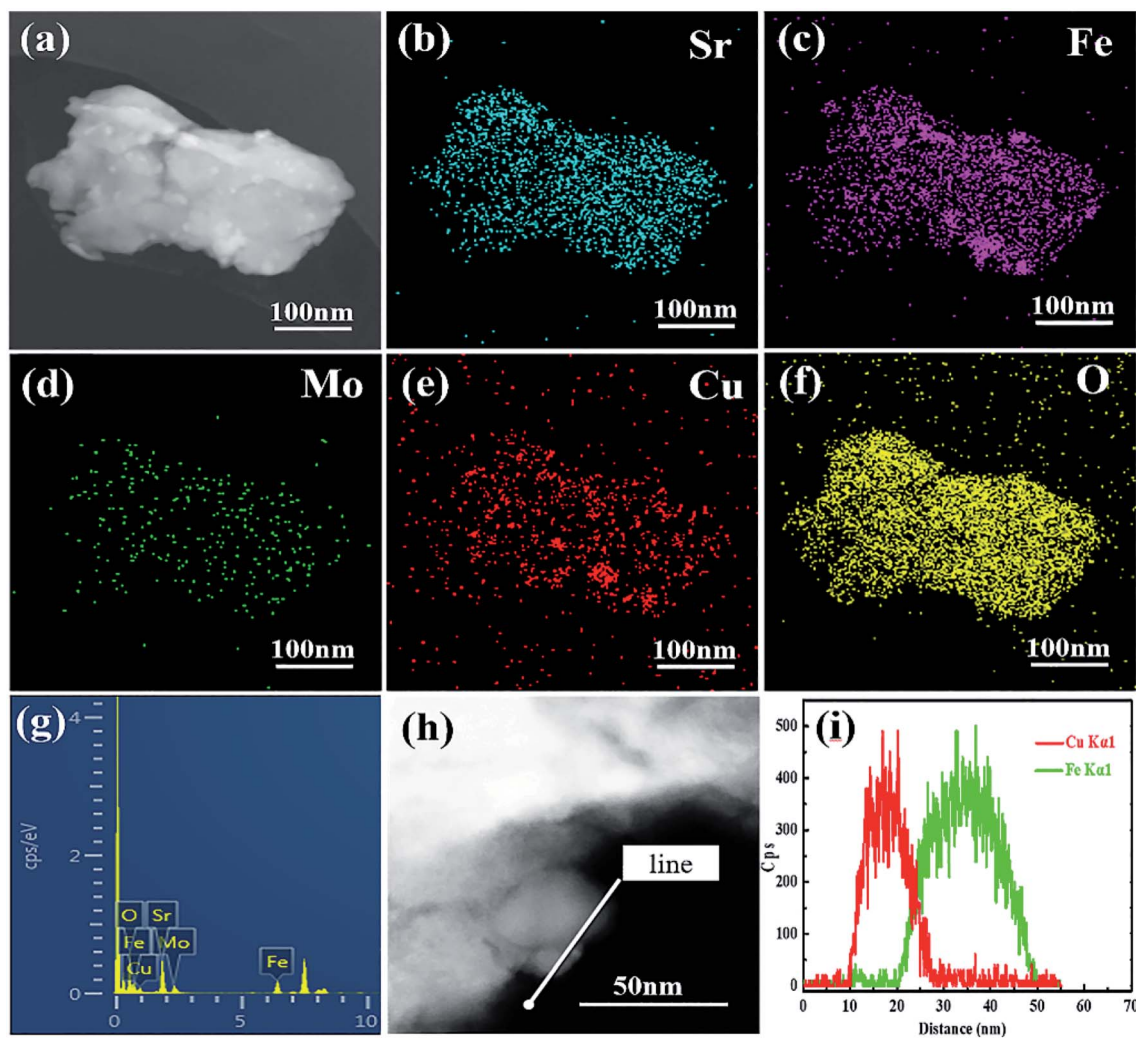 (a)
100nm
(b) Sr
100nm
(c) Fe
100nm
(d) Mo
100nm
(e) Cu
100nm
(f) O
100nm
(g)
4
2
0
cps/eV
O Sr
Fe Mo
Cu
Fe
0 5 10
(h)
line
50nm
(i)
500
400
300
200
100
0
Cps
Cu Kα1
Fe Kα1
0 10 20 30 40 50 60 70
Distance (nm)